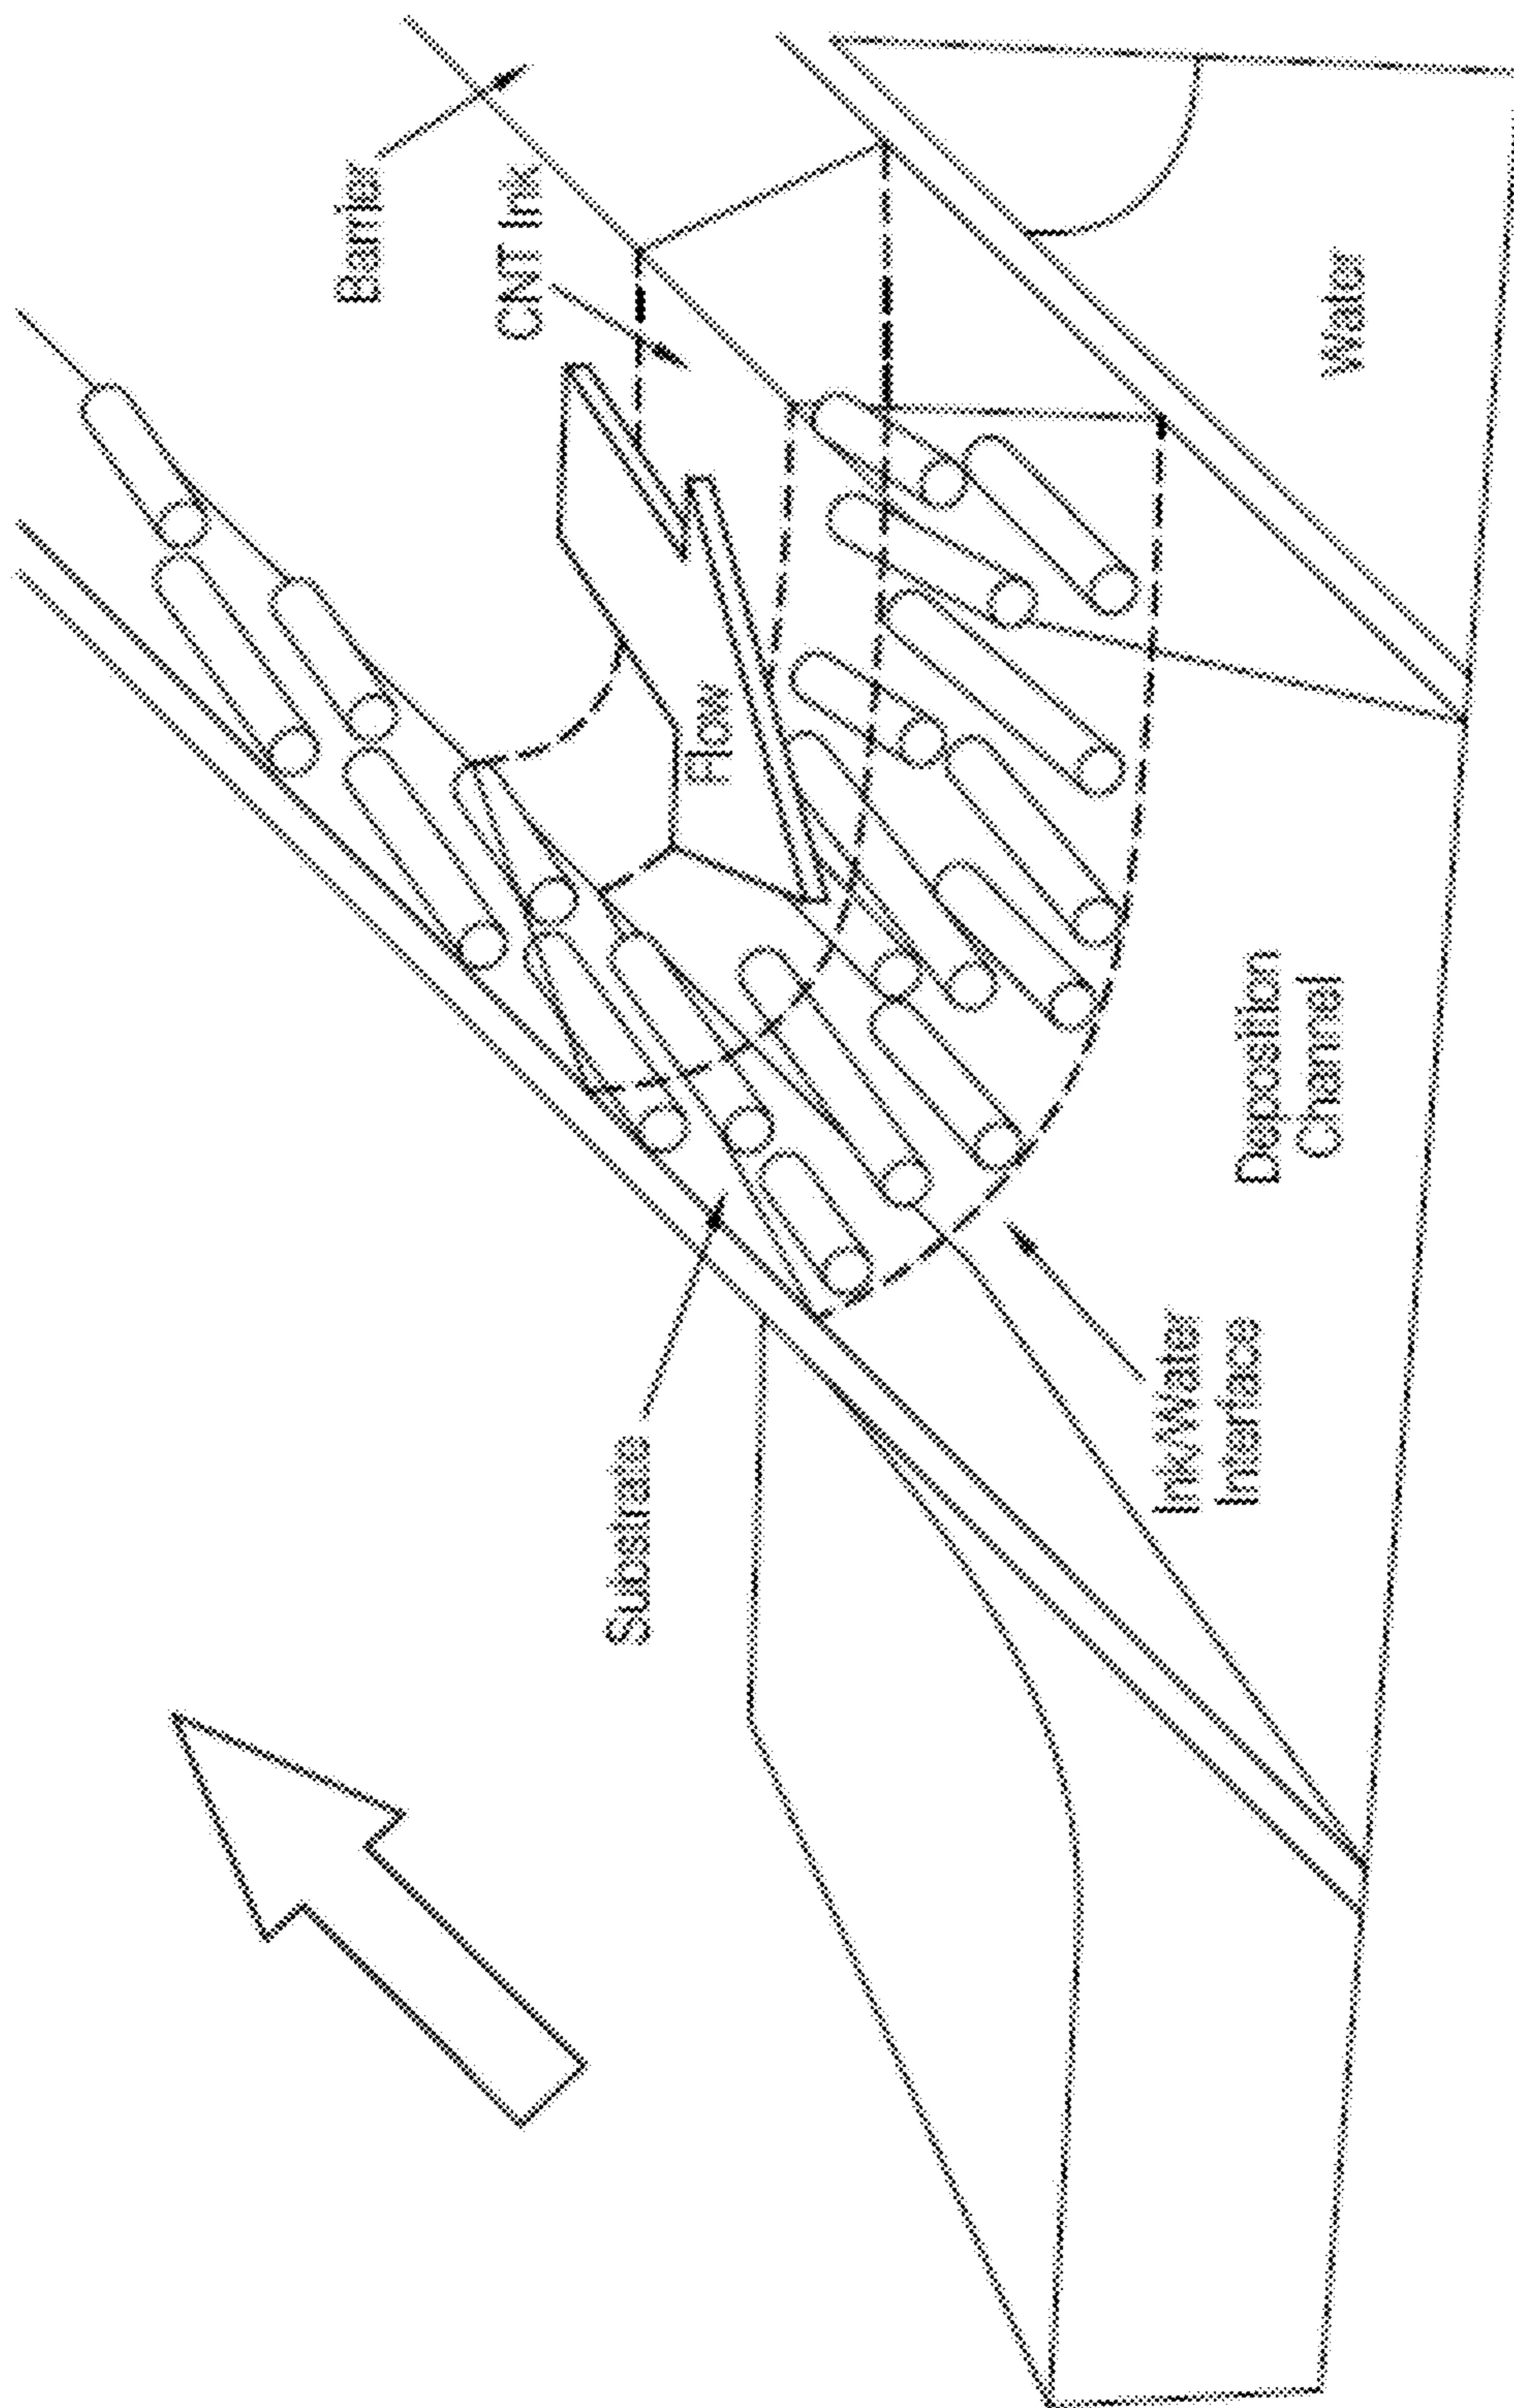 Barrier
CNT Ink
Flow
Water
Substrate
Ink/Water
Interface
Deposition
Channel